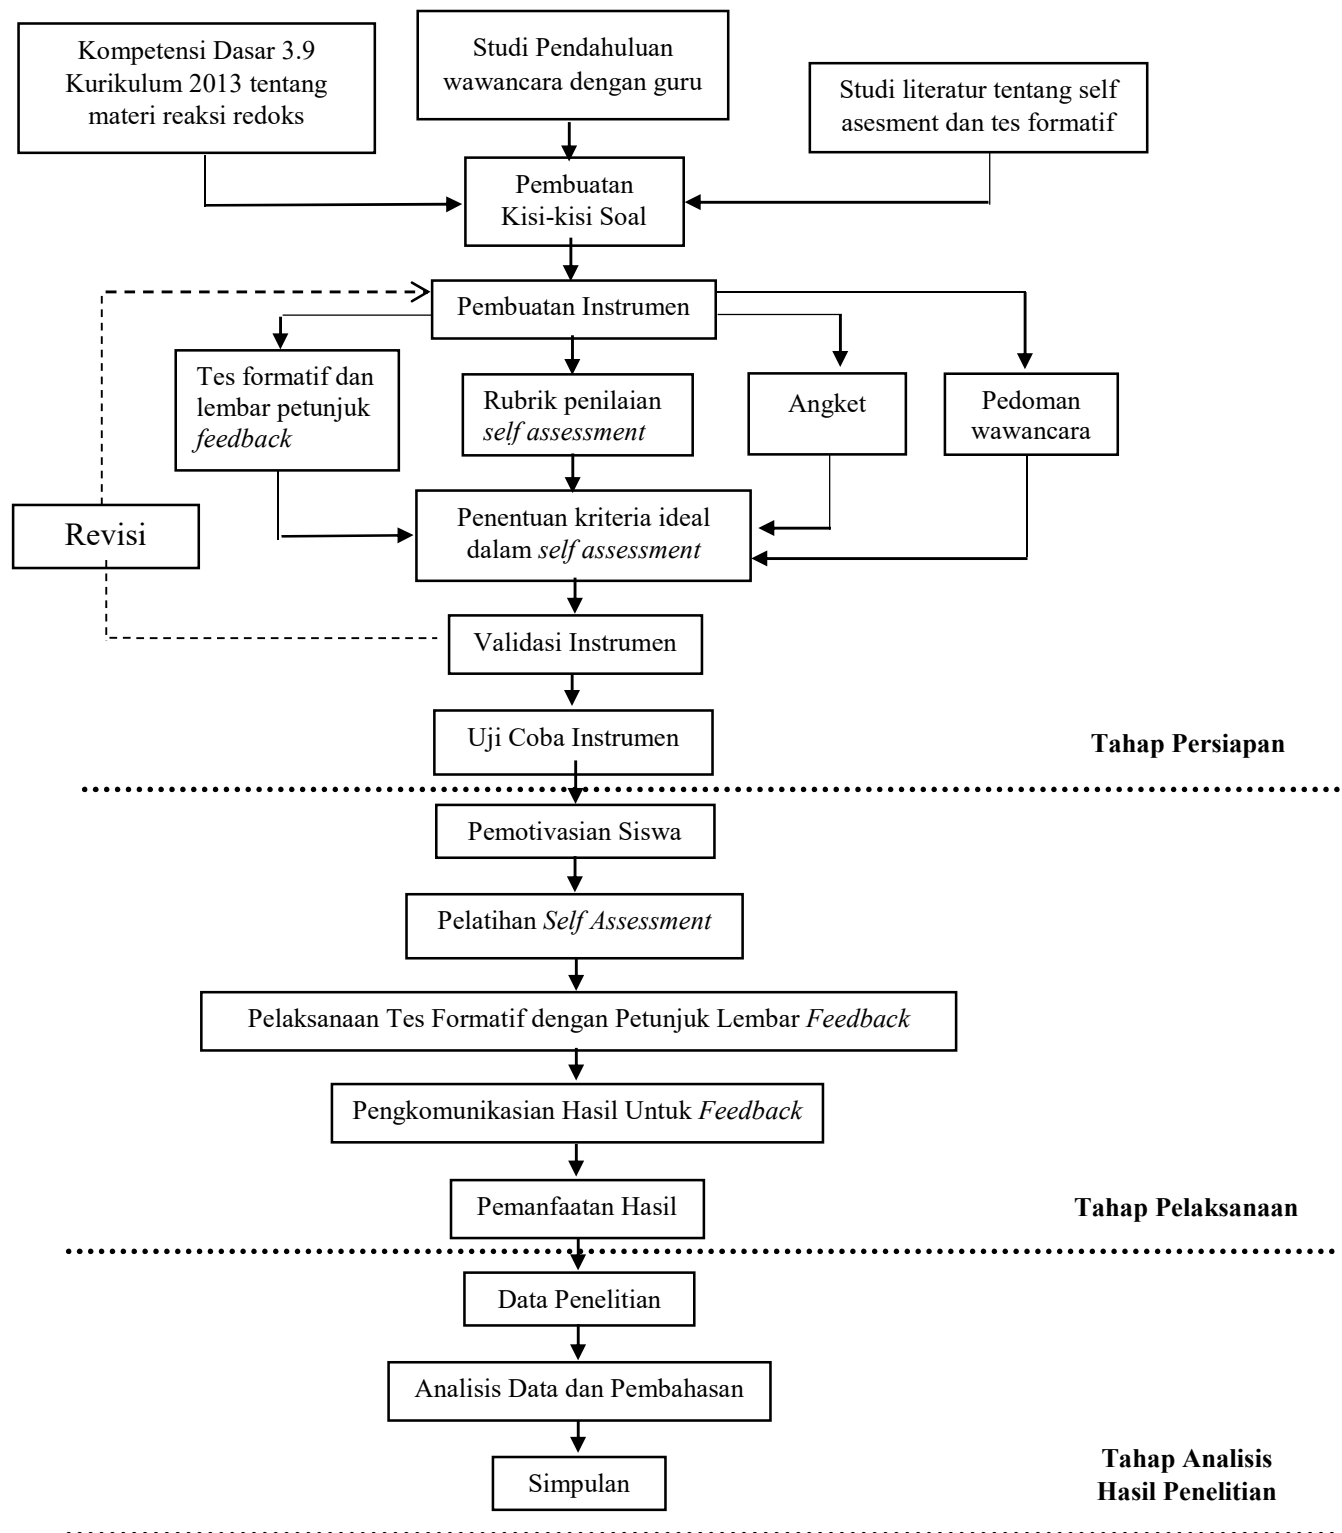 Kompetensi Dasar 3.9
Kurikulum 2013 tentang
materi reaksi redoks
Studi Pendahuluan
wawancara dengan guru
Studi literatur tentang self
asesment dan tes formatif
Pembuatan
Kisi-kisi Soal
Pembuatan Instrumen
Tes formatif dan
lembar petunjuk
feedback
Rubrik penilaian
self assessment
Angket
Pedoman
wawancara
Revisi
Penentuan kriteria ideal
dalam self assessment
Validasi Instrumen
Uji Coba Instrumen
Tahap Persiapan
Pemotivasian Siswa
Pelatihan Self Assessment
Pelaksanaan Tes Formatif dengan Petunjuk Lembar Feedback
Pengkomunikasian Hasil Untuk Feedback
Pemanfaatan Hasil
Tahap Pelaksanaan
Data Penelitian
Analisis Data dan Pembahasan
Simpulan
Tahap Analisis
Hasil Penelitian